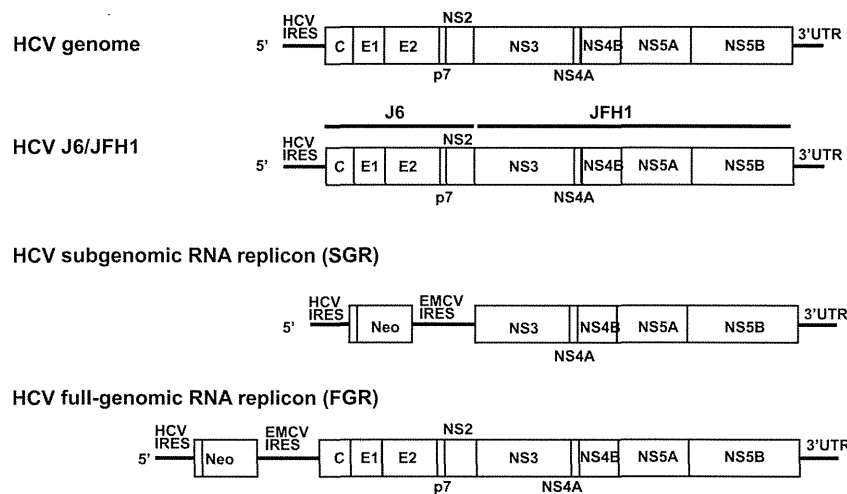 HCV genome
HCV
IRES
5'
C E1 E2 NS2 NS3 NS4B NS5A NS5B
3'UTR
p7 NS4A
HCV J6/JFH1
J6 JFH1
HCV
IRES
5'
C E1 E2 NS2 NS3 NS4B NS5A NS5B
3'UTR
p7 NS4A
HCV subgenomic RNA replicon (SGR)
HCV
IRES
5'
Neo
EMCV
IRES
NS3 NS4B NS5A NS5B
3'UTR
NS4A
HCV full-genomic RNA replicon (FGR)
HCV
IRES
5'
Neo
EMCV
IRES
C E1 E2 NS2 NS3 NS4B NS5A NS5B
3'UTR
p7 NS4A